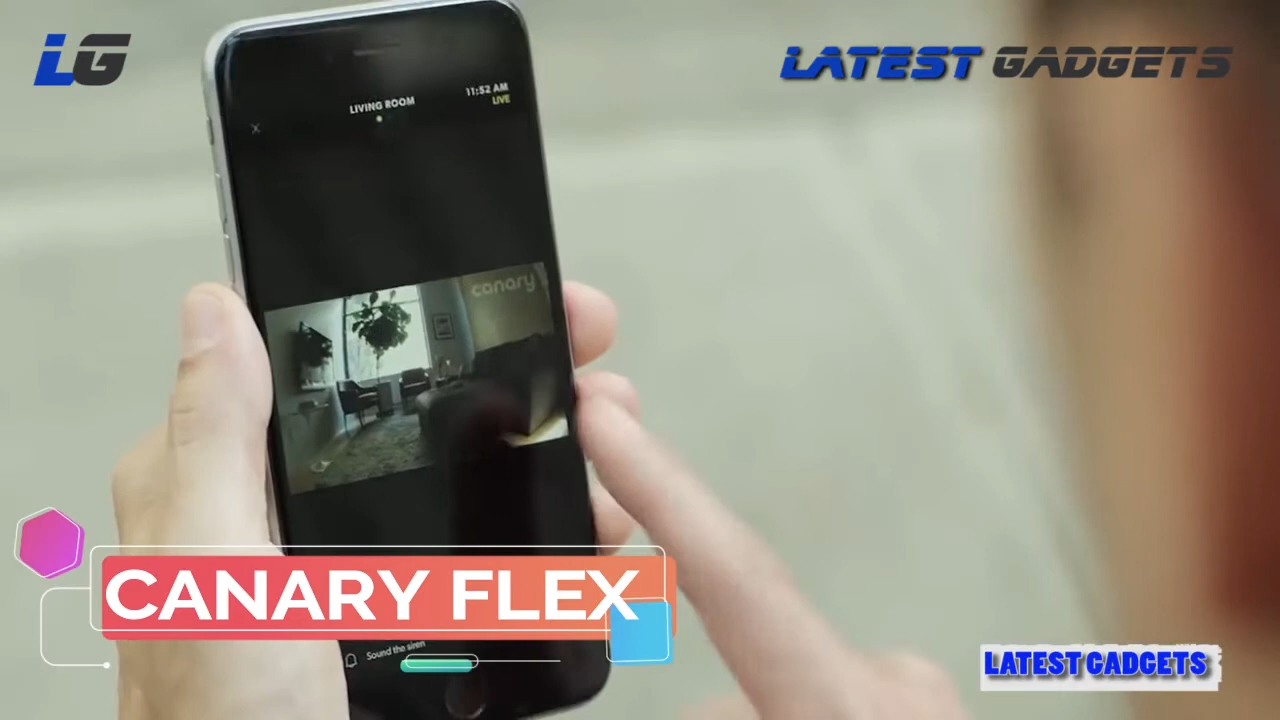 LG
LATEST GADGETS
11:52 AM
LIVING ROOM
LIVE
canary
CANARY FLEX
Sound the siren
LATEST GADGETS